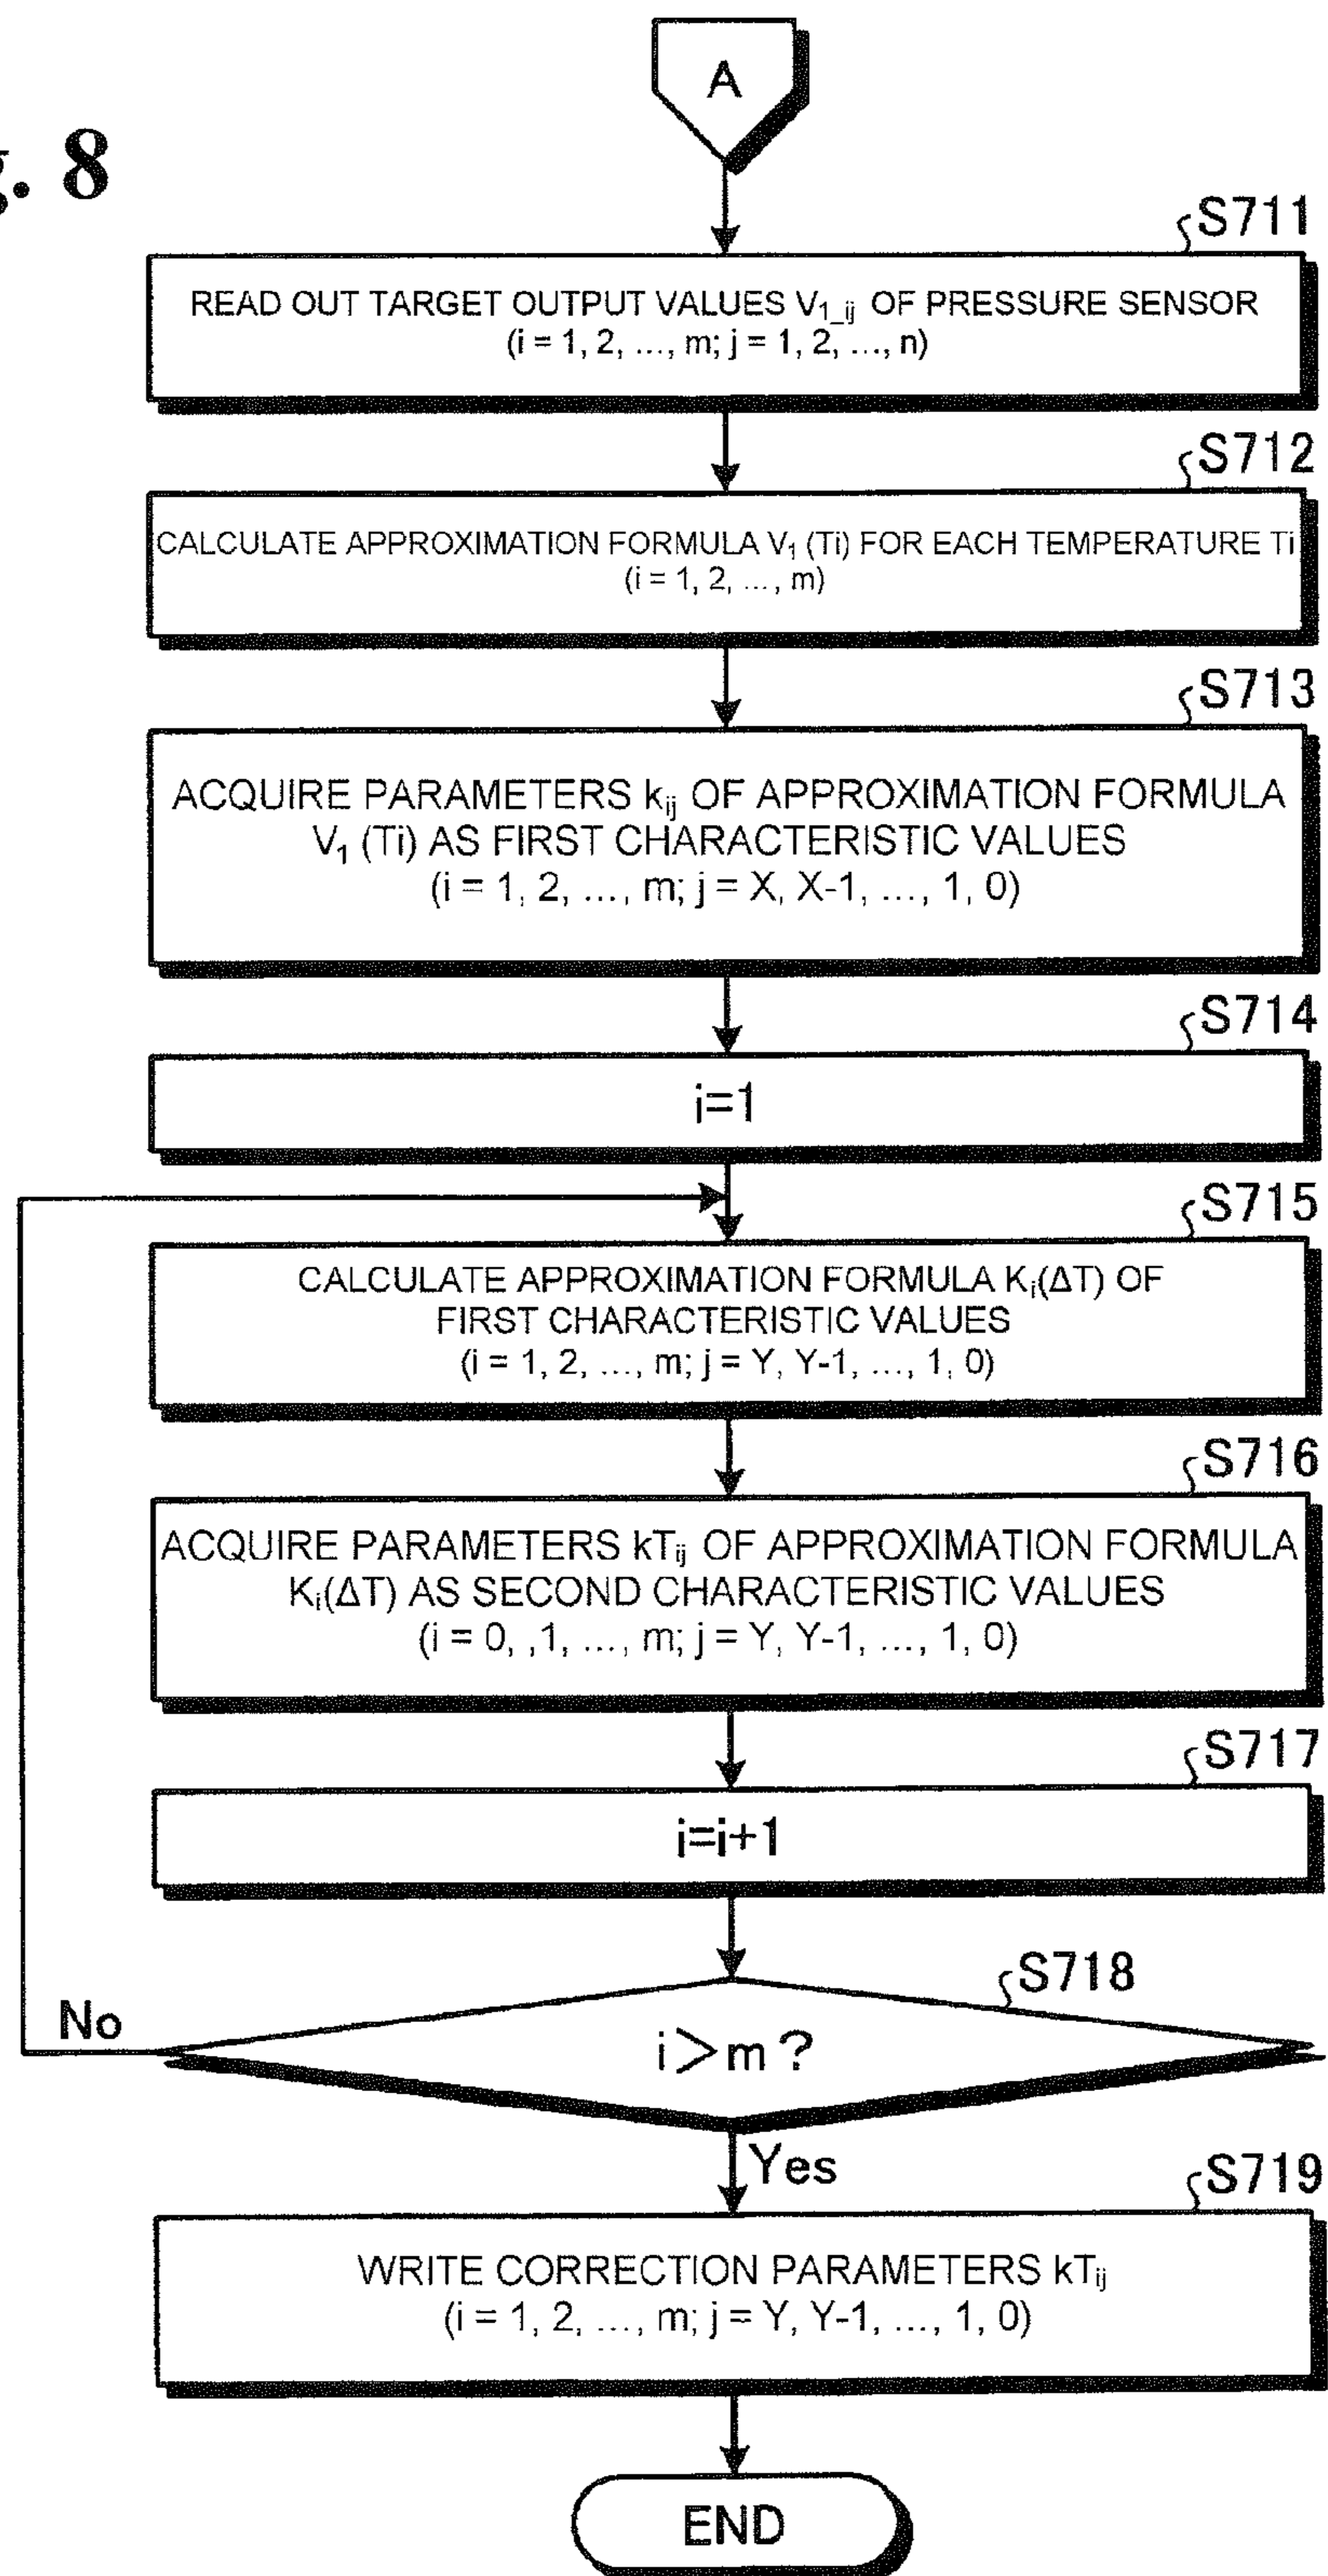 A
g. 8
S711
READ OUT TARGET OUTPUT VALUES V₁_ᵢⱼ OF PRESSURE SENSOR
(i = 1, 2, ..., m; j = 1, 2, ..., n)
S712
CALCULATE APPROXIMATION FORMULA V₁ (Ti) FOR EACH TEMPERATURE Ti
(i = 1, 2, ..., m)
S713
ACQUIRE PARAMETERS kᵢⱼ OF APPROXIMATION FORMULA
V₁ (Ti) AS FIRST CHARACTERISTIC VALUES
(i = 1, 2, ..., m; j = X, X-1, ..., 1, 0)
S714
i=1
S715
CALCULATE APPROXIMATION FORMULA Kᵢ(ΔT) OF
FIRST CHARACTERISTIC VALUES
(i = 1, 2, ..., m; j = Y, Y-1, ..., 1, 0)
S716
ACQUIRE PARAMETERS kTᵢⱼ OF APPROXIMATION FORMULA
Kᵢ(ΔT) AS SECOND CHARACTERISTIC VALUES
(i = 0, ,1, ..., m; j = Y, Y-1, ..., 1, 0)
S717
i=i+1
S718
No
i>m?
Yes
S719
WRITE CORRECTION PARAMETERS kTᵢⱼ
(i = 1, 2, ..., m; j = Y, Y-1, ..., 1, 0)
END